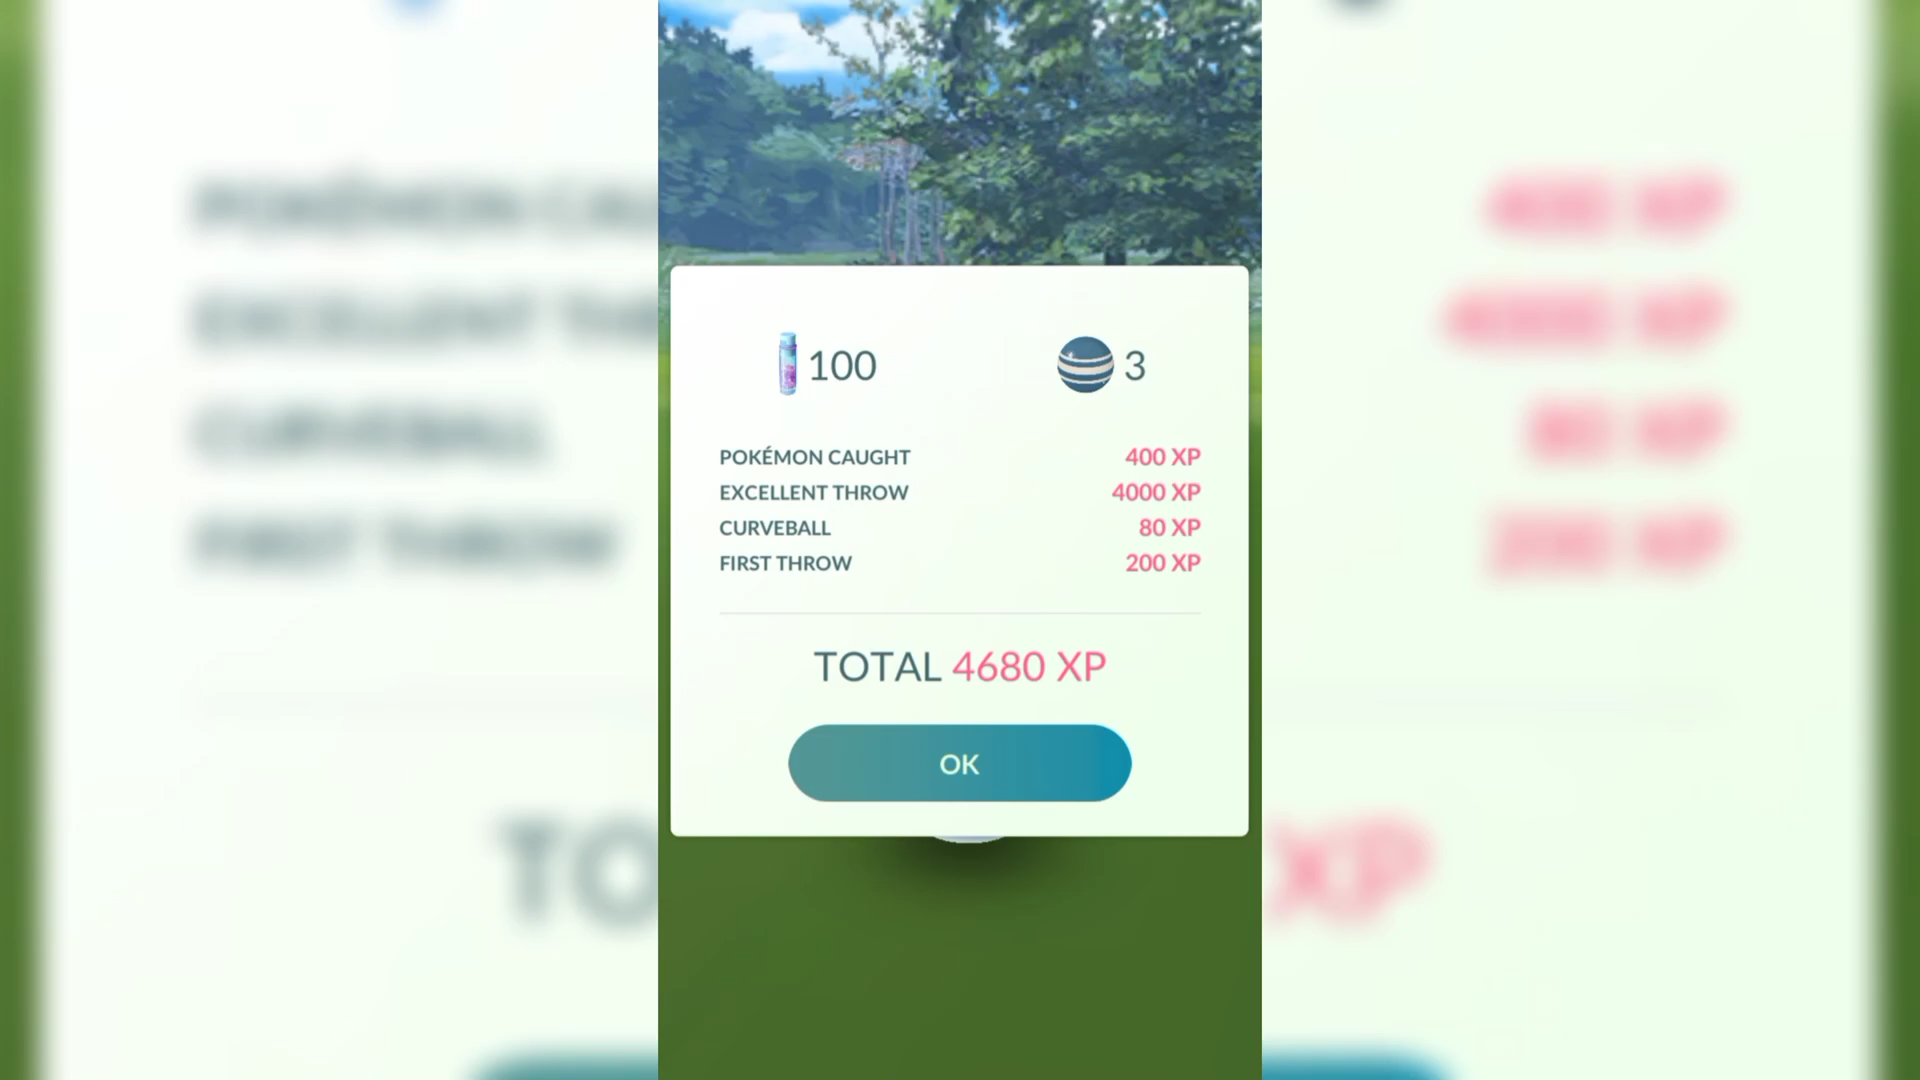 100 3
POKÉMON CAUGHT 400 XP
EXCELLENT THROW 4000 XP
CURVEBALL 80 XP
FIRST THROW 200 XP
TOTAL 4680 XP
OK